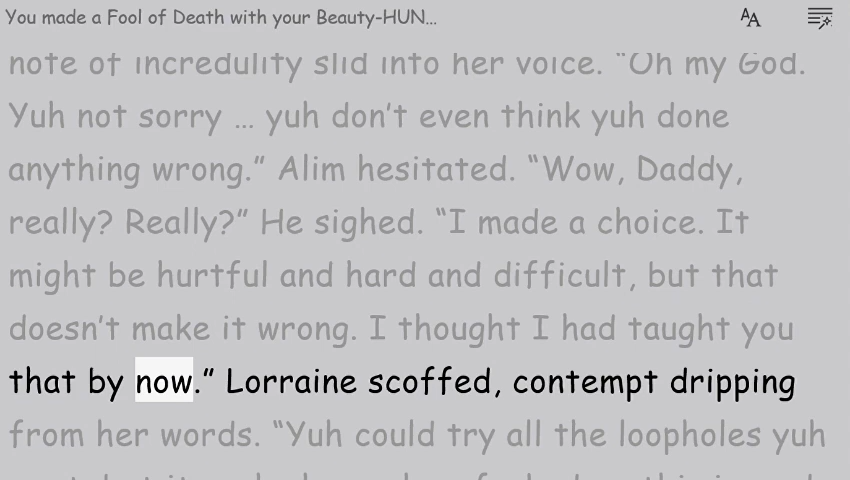 You made a Fool of Death with your Beauty-HUN...
note of incredulity slid into her voice. “Oh my God.
Yuh not sorry … yuh don’t even think yuh done
anything wrong.” Alim hesitated. “Wow, Daddy,
really? Really?” He sighed. “I made a choice. It
might be hurtful and hard and difficult, but that
doesn’t make it wrong. I thought I had taught you
that by now.” Lorraine scoffed, contempt dripping
from her words. “Yuh could try all the loopholes yuh